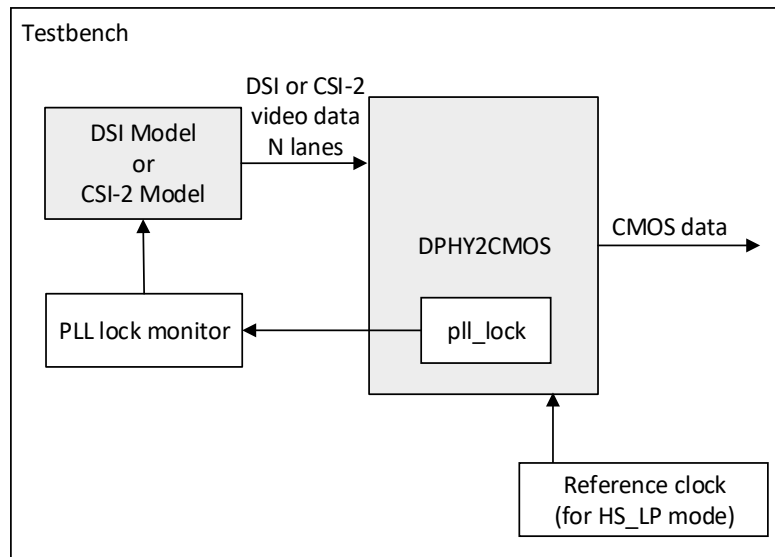 Testbench
DSI or CSI-2
video data
N lanes
DSI Model
or
CSI-2 Model
DPHY2CMOS
CMOS data
PLL lock monitor
pll_lock
Reference clock
(for HS_LP mode)